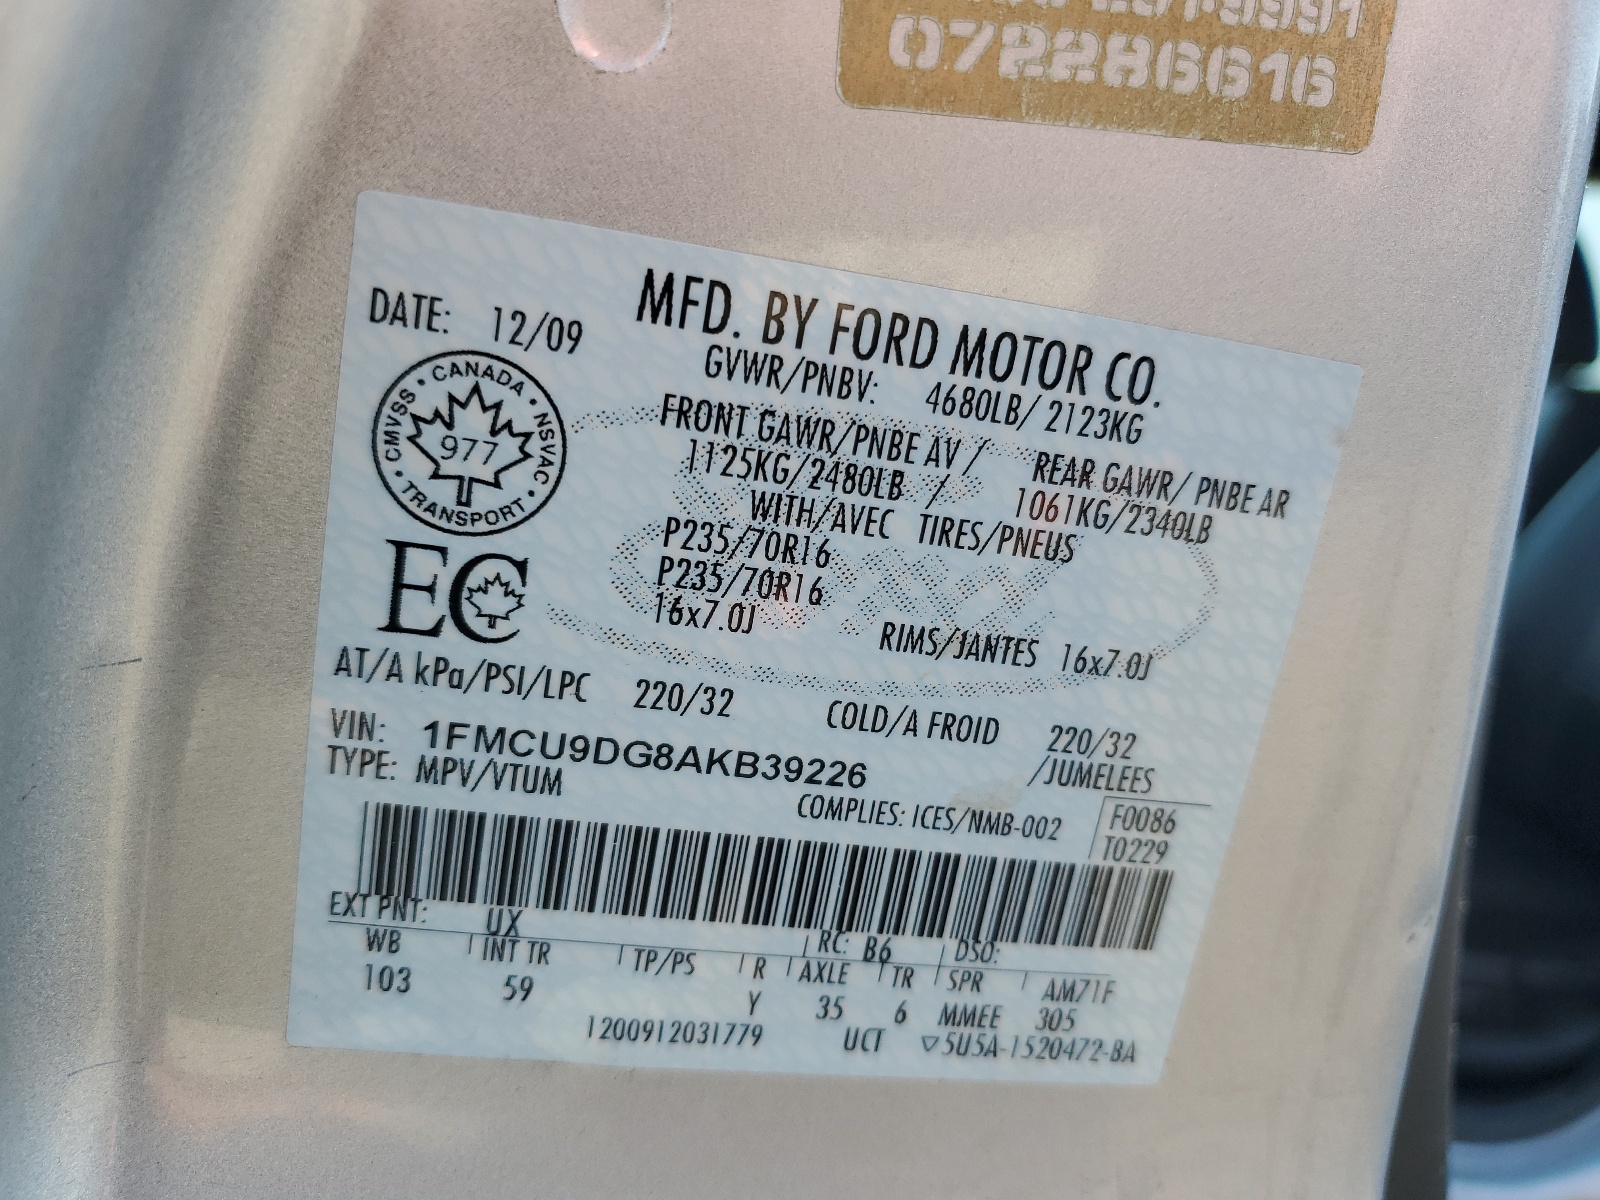 072286616
MFD. BY FORD MOTOR CO.
DATE: 12/09
GVWR/PNBV: 4680LB/ 2123KG
CANADA • NSVAC • TRANSPORT • CMVSS •
977
FRONT GAWR/PNBE AV / REAR GAWR/ PNBE AR
1125KG/2480LB / 1061KG/2340LB
WITH/AVEC TIRES/PNEUS
P235/70R16
P235/70R16
EC
16x7.0J RIMS/JANTES 16x7.0J
AT/A kPa/PSI/LPC 220/32 COLD/A FROID 220/32
VIN: 1FMCU9DG8AKB39226 /JUMELEES
TYPE: MPV/VTUM
COMPLIES: ICES/NMB-002 F0086
T0229
EXT PNT: UX RC: B6 DSO:
WB INT TR TP/PS R AXLE TR SPR AM71F
103 59 Y 35 6 MMEE 305
1200912031779 UCT ▽5U5A-1520472-BA